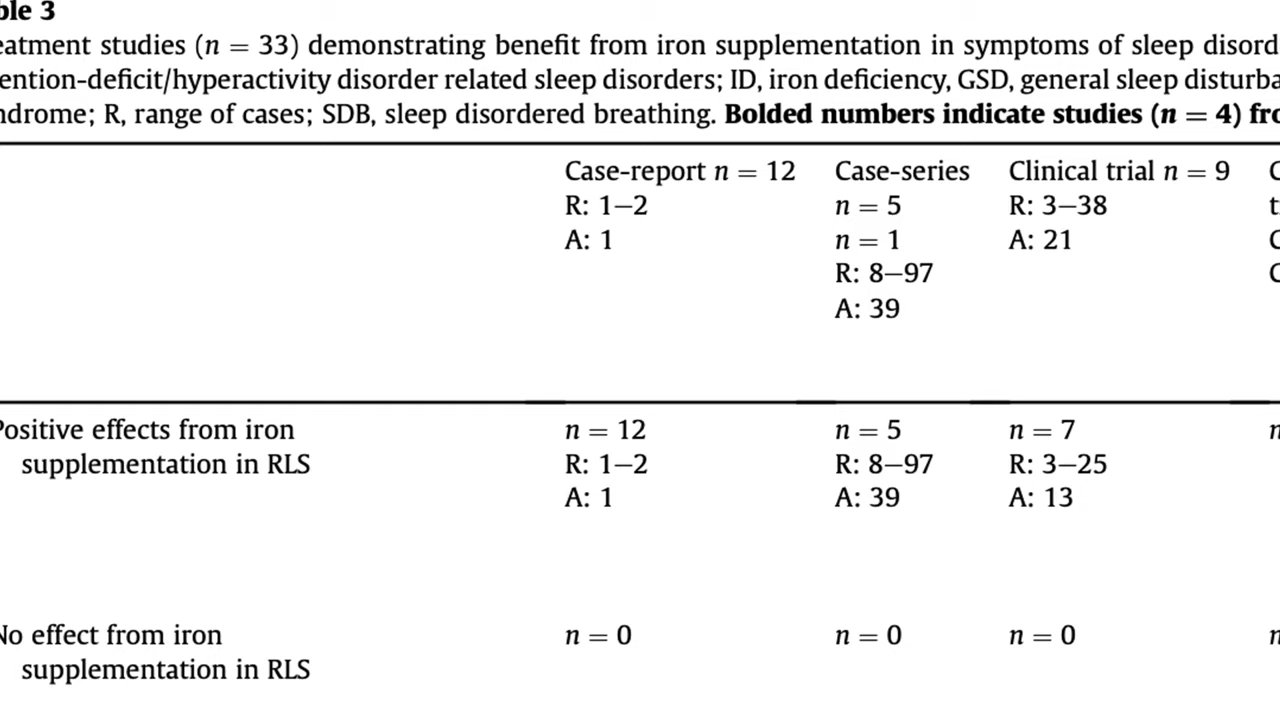 ble 3
eatment studies (n = 33) demonstrating benefit from iron supplementation in symptoms of sleep disord
ention-deficit/hyperactivity disorder related sleep disorders; ID, iron deficiency, GSD, general sleep disturba
ndrome; R, range of cases; SDB, sleep disordered breathing. Bolded numbers indicate studies (n = 4) fro
Case-report n = 12
R: 1–2
A: 1
Case-series
n = 5
n = 1
R: 8–97
A: 39
Clinical trial n = 9
R: 3–38
A: 21
Positive effects from iron
supplementation in RLS
n = 12
R: 1–2
A: 1
n = 5
R: 8–97
A: 39
n = 7
R: 3–25
A: 13
No effect from iron
supplementation in RLS
n = 0
n = 0
n = 0